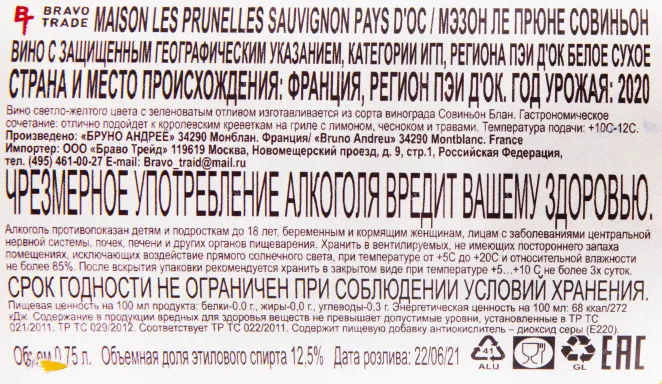 BRAVO TRADE MAISON LES PRUNELLES SAUVIGNON PAYS D'OC / МЭЗОН ЛЕ ПРЮНЕ СОВИНЬОН
ВИНО С ЗАЩИЩЕННЫМ ГЕОГРАФИЧЕСКИМ УКАЗАНИЕМ, КАТЕГОРИИ ИГП, РЕГИОНА ПЭИ Д'ОК БЕЛОЕ СУХОЕ
СТРАНА И МЕСТО ПРОИСХОЖДЕНИЯ: ФРАНЦИЯ, РЕГИОН ПЭИ Д'ОК. ГОД УРОЖАЯ: 2020
Вино светло-желтого цвета с зеленоватым отливом изготавливается из сорта винограда Совиньон Блан. Гастрономическое
сочетание: отлично подойдет к королевским креветкам на гриле с лимоном, чесноком и травами. Температура подачи: +10С-12С.
Произведено: «БРУНО АНДРЕЕ» 34290 Монблан. Франция/ «Bruno Andreu» 34290 Montblanc. France
Импортер: ООО «Браво Трейд» 119619 Москва, Новомещерский проезд, д. 9, стр.1, Российская Федерация,
тел. (495) 461-00-27 E-mail: Bravo_traid@mail.ru
ЧРЕЗМЕРНОЕ УПОТРЕБЛЕНИЕ АЛКОГОЛЯ ВРЕДИТ ВАШЕМУ ЗДОРОВЬЮ.
Алкоголь противопоказан детям и подросткам до 18 лет, беременным и кормящим женщинам, лицам с заболеваниями центральной
нервной системы, почек, печени и других органов пищеварения. Хранить в вентилируемых, не имеющих постороннего запаха
помещениях, исключающих воздействие прямого солнечного света, при температуре от +5С до +20С и относительной влажности
не более 85%. После вскрытия упаковки рекомендуется хранить в закрытом виде при температуре +5...+10 С не более 3х суток.
СРОК ГОДНОСТИ НЕ ОГРАНИЧЕН ПРИ СОБЛЮДЕНИИ УСЛОВИЙ ХРАНЕНИЯ.
Пищевая ценность на 100 мл продукта: белки-0,0 г., жиры-0,0 г., углеводы-0,3 г. Энергетическая ценность на 100 мл: 68 ккал/272
кДж. Содержание в продукции вредных для здоровья веществ не превышает допустимые уровни, установленные в ТР ТС
021/2011. ТР ТС 029/2012. Соответствует ТР ТС 022/2011. Содержит пищевую добавку антиокислитель – диоксид серы (Е220).
Объем 0,75 л. Объемная доля этилового спирта 12,5% Дата розлива: 22/06/21 41 ALU GL EAC